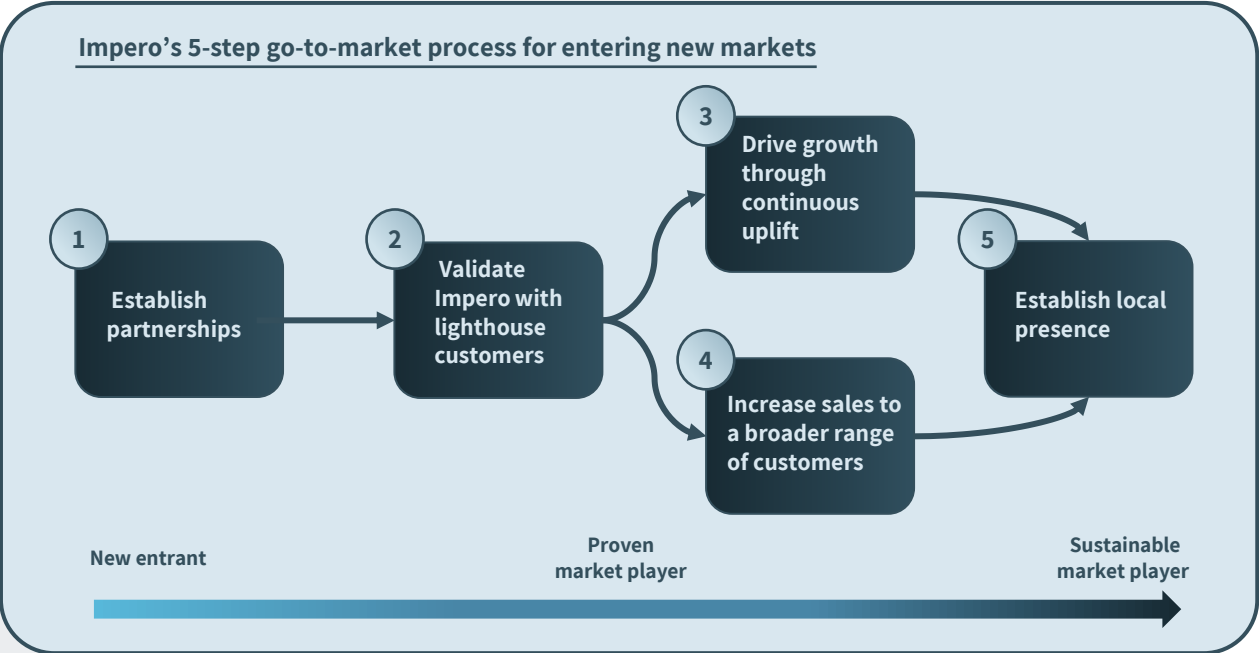 Impero’s 5-step go-to-market process for entering new markets
1
Establish
partnerships
2
Validate
Impero with
lighthouse
customers
3
Drive growth
through
continuous
uplift
4
Increase sales to
a broader range
of customers
5
Establish local
presence
New entrant
Proven
market player
Sustainable
market player